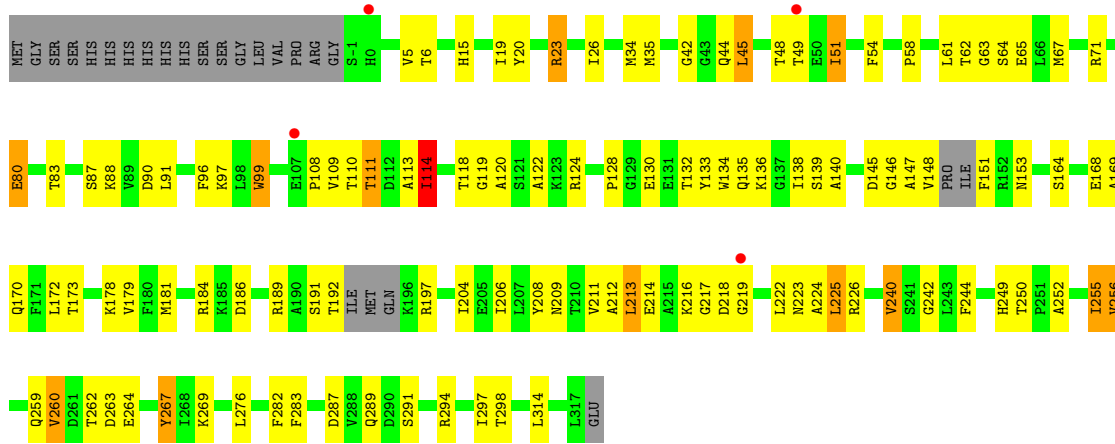 MET GLY SER SER HIS HIS HIS HIS HIS HIS SER SER GLY LEU VAL PRO ARG GLY S-1 H0 V5 T6 H15 I19 Y20 R23 I26 M34 M35 G42 G43 Q44 L45 T48 T49 E50 I51 F54 P58 L61 T62 G63 S64 E65 L66 M67 R71
E80 T83 S87 K88 V89 D90 L91 F96 K97 L98 W99 E107 P108 V109 T110 T111 D112 A113 I114 T118 G119 A120 S121 A122 K123 R124 P128 G129 E130 E131 T132 Y133 W134 Q135 K136 G137 I138 S139 A140 D145 G146 A147 V148 PRO ILE F151 R152 N153 S164 E168 A169
Q170 F171 L172 T173 K178 V179 F180 M181 R184 K185 D186 R189 A190 S191 T192 ILE MET GLN K196 R197 I204 E205 I206 L207 Y208 N209 T210 V211 A212 L213 E214 A215 K216 G217 D218 G219 L222 N223 A224 L225 R226 V240 S241 G242 L243 F244 H249 T250 P251 A252 I255 V256
Q259 V260 D261 T262 D263 E264 Y267 I268 K269 L276 F282 F283 D287 V288 Q289 D290 S291 R294 I297 T298 L314 L317 GLU